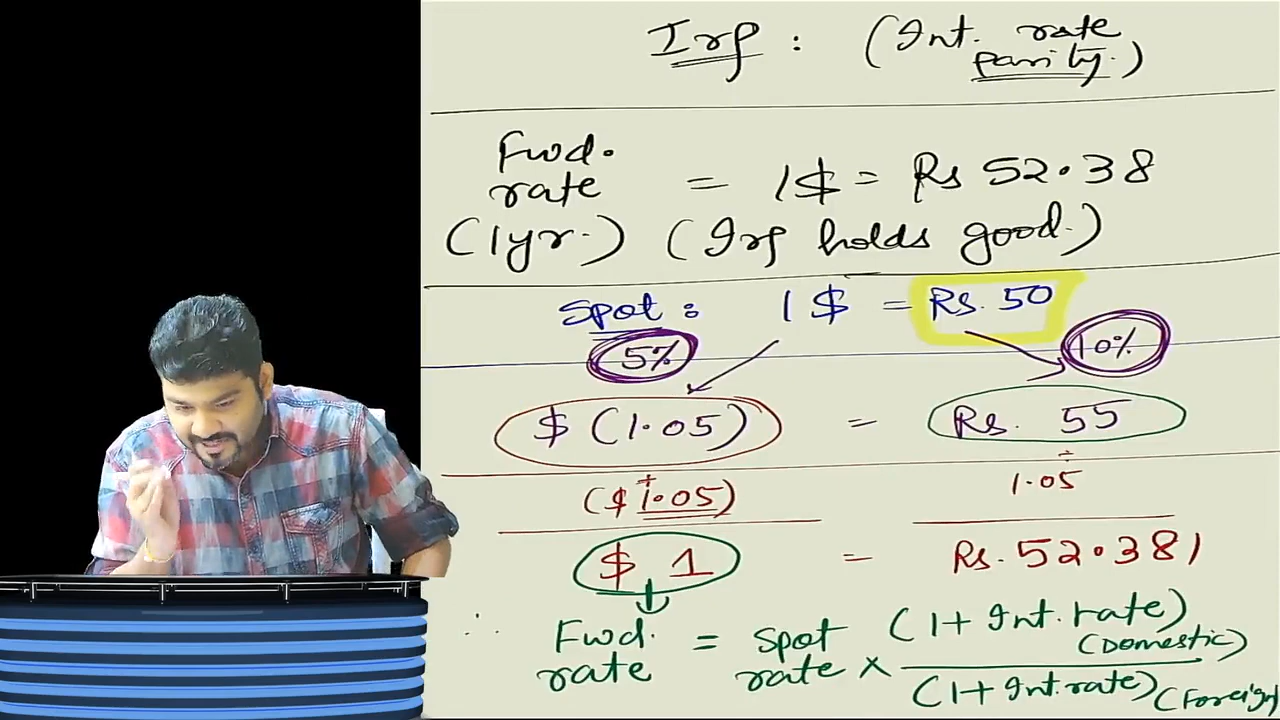 Irp : (Int. rate
parity.)
Fwd.
rate = 1$ = Rs 52.38
(1yr.) (Irp holds good.)
Spot : 1 $ = Rs. 50
5% 10%
$ (1.05) = Rs. 55
÷
($ 1.05) 1.05
$ 1 = Rs. 52.381
∴ Fwd. rate = Spot rate × (1+ Int. rate) (Domestic)
(1+ Int. rate) (Foreign)